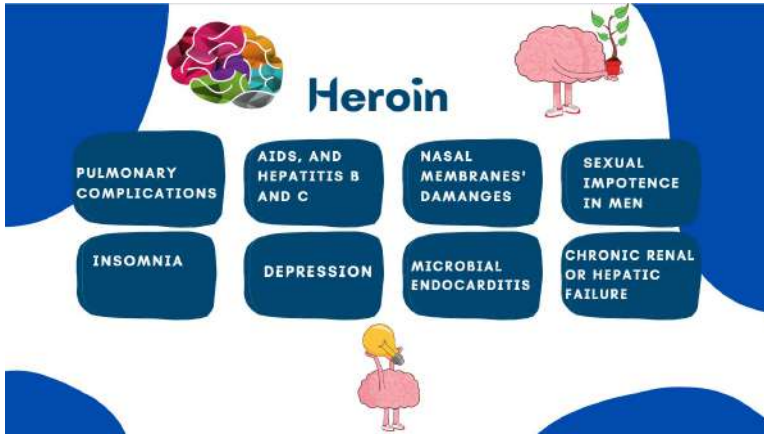 Heroin
PULMONARY
COMPLICATIONS
AIDS, AND
HEPATITIS B
AND C
NASAL
MEMBRANES'
DAMANGES
SEXUAL
IMPOTENCE
IN MEN
INSOMNIA
DEPRESSION
MICROBIAL
ENDOCARDITIS
CHRONIC RENAL
OR HEPATIC
FAILURE